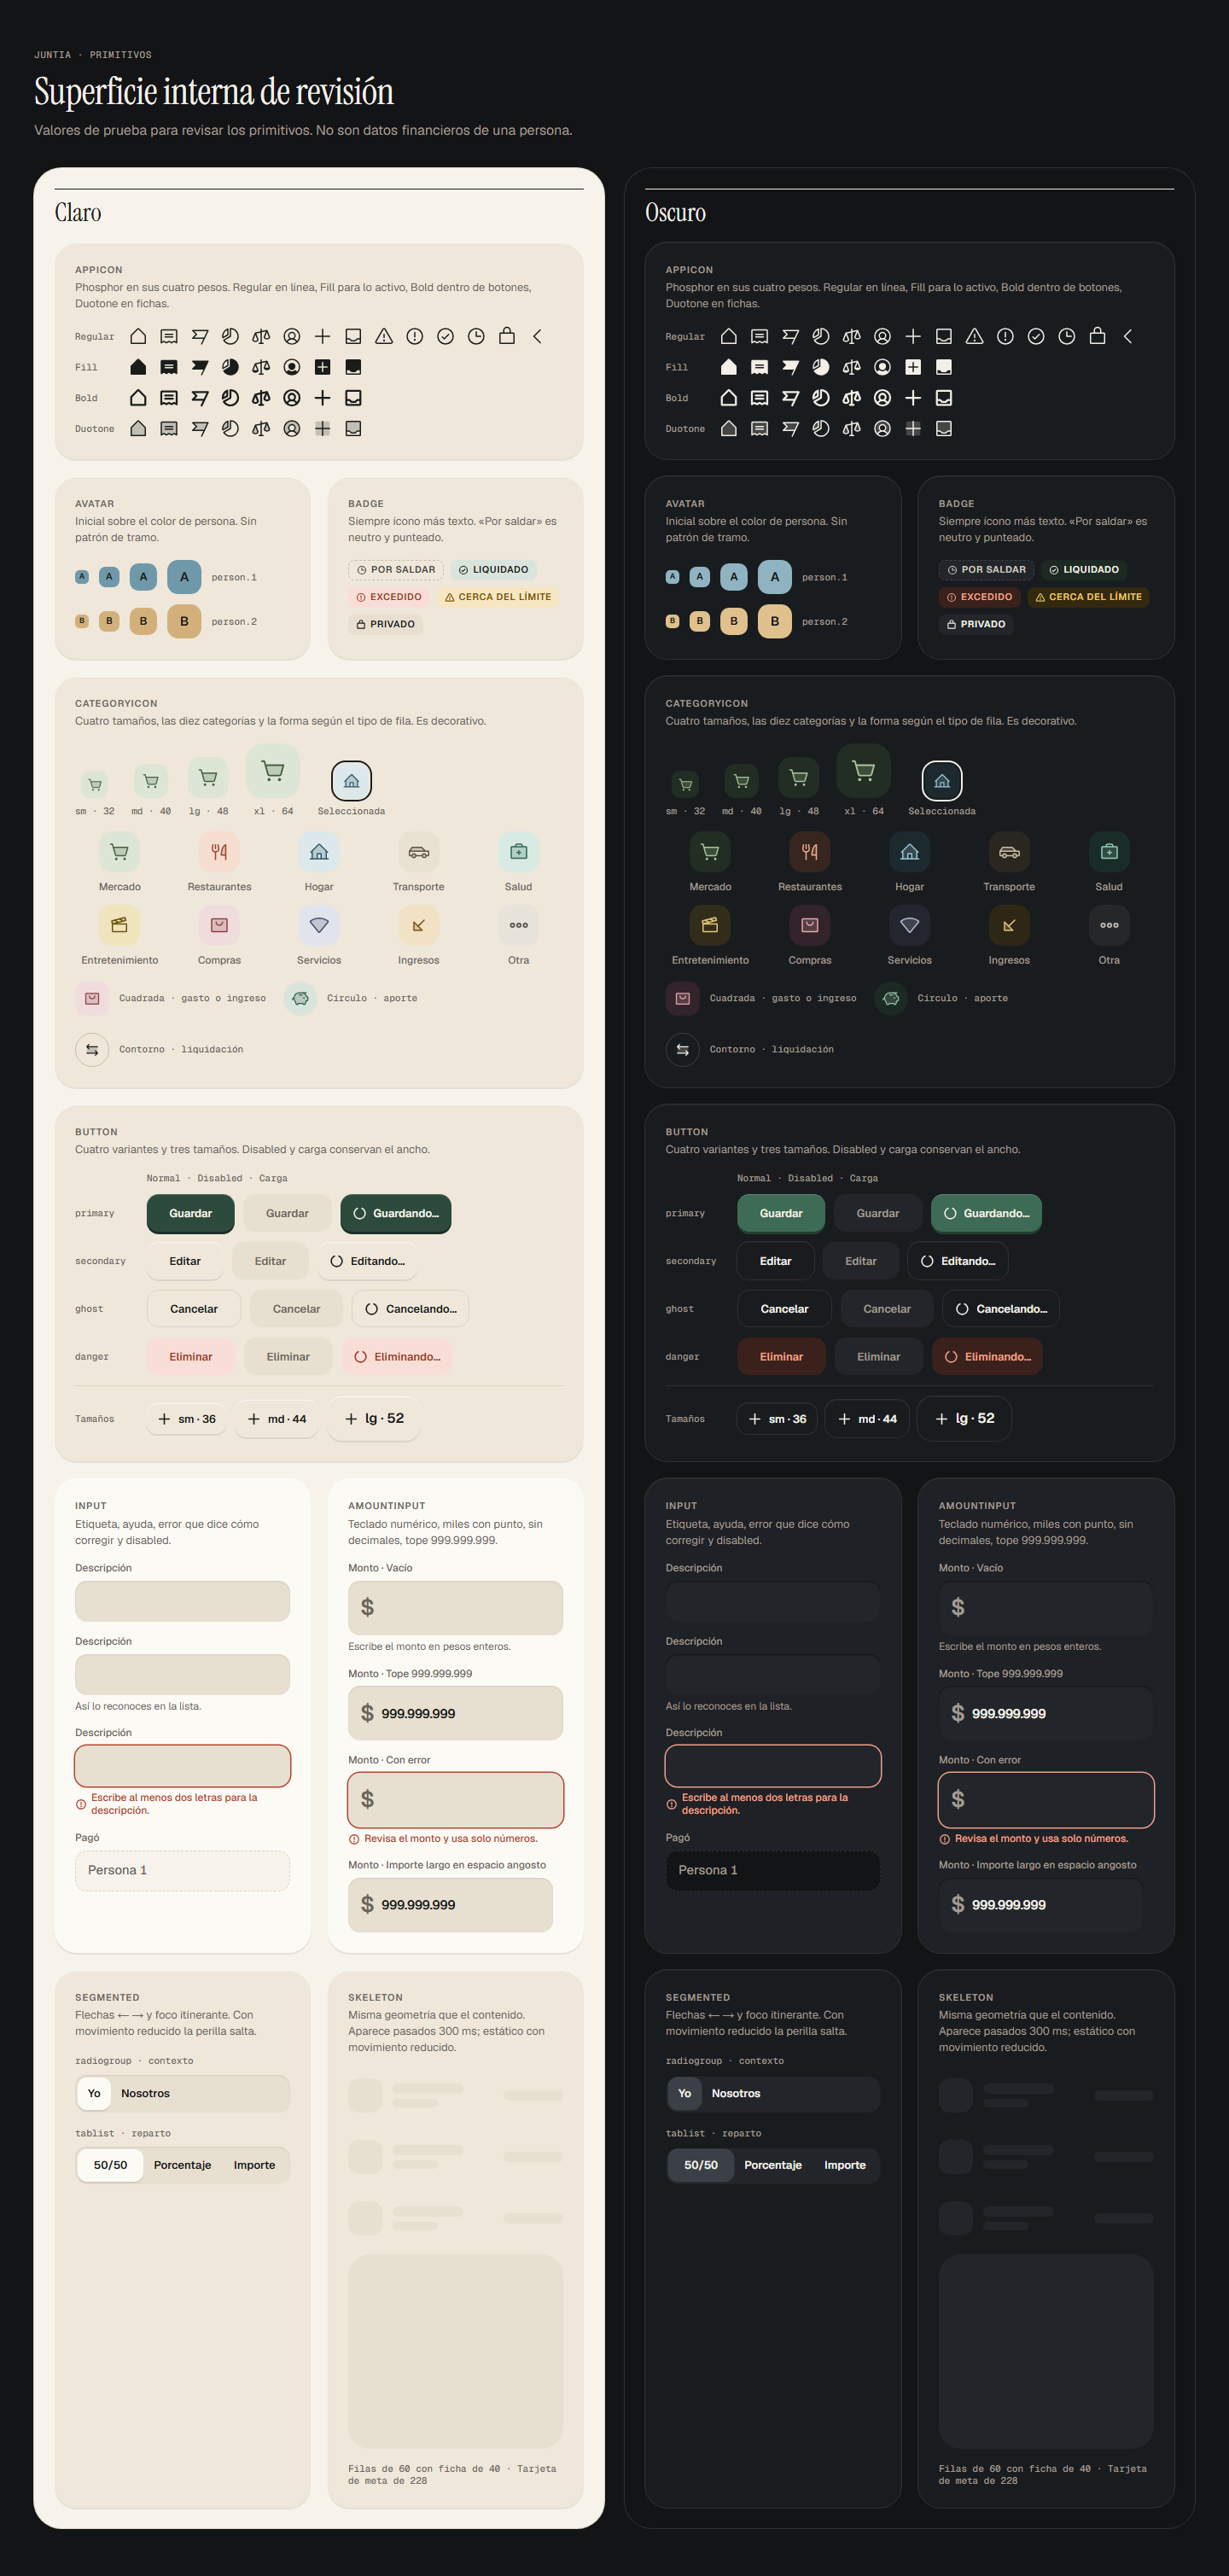 JUNTIA · PRIMITIVOS
Superficie interna de revisión
Valores de prueba para revisar los primitivos. No son datos financieros de una persona.
Claro
APPICON
Phosphor en sus cuatro pesos. Regular en línea, Fill para lo activo, Bold dentro de botones,
Duotone en fichas.
Regular
Fill
Bold
Duotone
AVATAR
Inicial sobre el color de persona. Sin
patrón de tramo.
A A A A person.1
B B B B person.2
BADGE
Siempre ícono más texto. «Por saldar» es
neutro y punteado.
POR SALDAR LIQUIDADO
EXCEDIDO CERCA DEL LÍMITE
PRIVADO
CATEGORYICON
Cuatro tamaños, las diez categorías y la forma según el tipo de fila. Es decorativo.
sm · 32 md · 40 lg · 48 xl · 64 Seleccionada
Mercado Restaurantes Hogar Transporte Salud
Entretenimiento Compras Servicios Ingresos Otra
Cuadrada · gasto o ingreso Círculo · aporte
Contorno · liquidación
BUTTON
Cuatro variantes y tres tamaños. Disabled y carga conservan el ancho.
Normal · Disabled · Carga
primary Guardar Guardar Guardando...
secondary Editar Editar Editando...
ghost Cancelar Cancelar Cancelando...
danger Eliminar Eliminar Eliminando...
Tamaños sm · 36 md · 44 lg · 52
INPUT
Etiqueta, ayuda, error que dice cómo
corregir y disabled.
Descripción
Descripción
Así lo reconoces en la lista.
Descripción
Escribe al menos dos letras para la
descripción.
Pagó
Persona 1
AMOUNTINPUT
Teclado numérico, miles con punto, sin
decimales, tope 999.999.999.
Monto · Vacío
$
Escribe el monto en pesos enteros.
Monto · Tope 999.999.999
$ 999.999.999
Monto · Con error
$
Revisa el monto y usa solo números.
Monto · Importe largo en espacio angosto
$ 999.999.999
SEGMENTED
Flechas ←→ y foco itinerante. Con
movimiento reducido la perilla salta.
radiogroup · contexto
Yo Nosotros
tablist · reparto
50/50 Porcentaje Importe
SKELETON
Misma geometría que el contenido.
Aparece pasados 300 ms; estático con
movimiento reducido.
Filas de 60 con ficha de 40 · Tarjeta
de meta de 228
Oscuro
APPICON
Phosphor en sus cuatro pesos. Regular en línea, Fill para lo activo, Bold dentro de botones,
Duotone en fichas.
Regular
Fill
Bold
Duotone
AVATAR
Inicial sobre el color de persona. Sin
patrón de tramo.
A A A A person.1
B B B B person.2
BADGE
Siempre ícono más texto. «Por saldar» es
neutro y punteado.
POR SALDAR LIQUIDADO
EXCEDIDO CERCA DEL LÍMITE
PRIVADO
CATEGORYICON
Cuatro tamaños, las diez categorías y la forma según el tipo de fila. Es decorativo.
sm · 32 md · 40 lg · 48 xl · 64 Seleccionada
Mercado Restaurantes Hogar Transporte Salud
Entretenimiento Compras Servicios Ingresos Otra
Cuadrada · gasto o ingreso Círculo · aporte
Contorno · liquidación
BUTTON
Cuatro variantes y tres tamaños. Disabled y carga conservan el ancho.
Normal · Disabled · Carga
primary Guardar Guardar Guardando...
secondary Editar Editar Editando...
ghost Cancelar Cancelar Cancelando...
danger Eliminar Eliminar Eliminando...
Tamaños sm · 36 md · 44 lg · 52
INPUT
Etiqueta, ayuda, error que dice cómo
corregir y disabled.
Descripción
Descripción
Así lo reconoces en la lista.
Descripción
Escribe al menos dos letras para la
descripción.
Pagó
Persona 1
AMOUNTINPUT
Teclado numérico, miles con punto, sin
decimales, tope 999.999.999.
Monto · Vacío
$
Escribe el monto en pesos enteros.
Monto · Tope 999.999.999
$ 999.999.999
Monto · Con error
$
Revisa el monto y usa solo números.
Monto · Importe largo en espacio angosto
$ 999.999.999
SEGMENTED
Flechas ←→ y foco itinerante. Con
movimiento reducido la perilla salta.
radiogroup · contexto
Yo Nosotros
tablist · reparto
50/50 Porcentaje Importe
SKELETON
Misma geometría que el contenido.
Aparece pasados 300 ms; estático con
movimiento reducido.
Filas de 60 con ficha de 40 · Tarjeta
de meta de 228